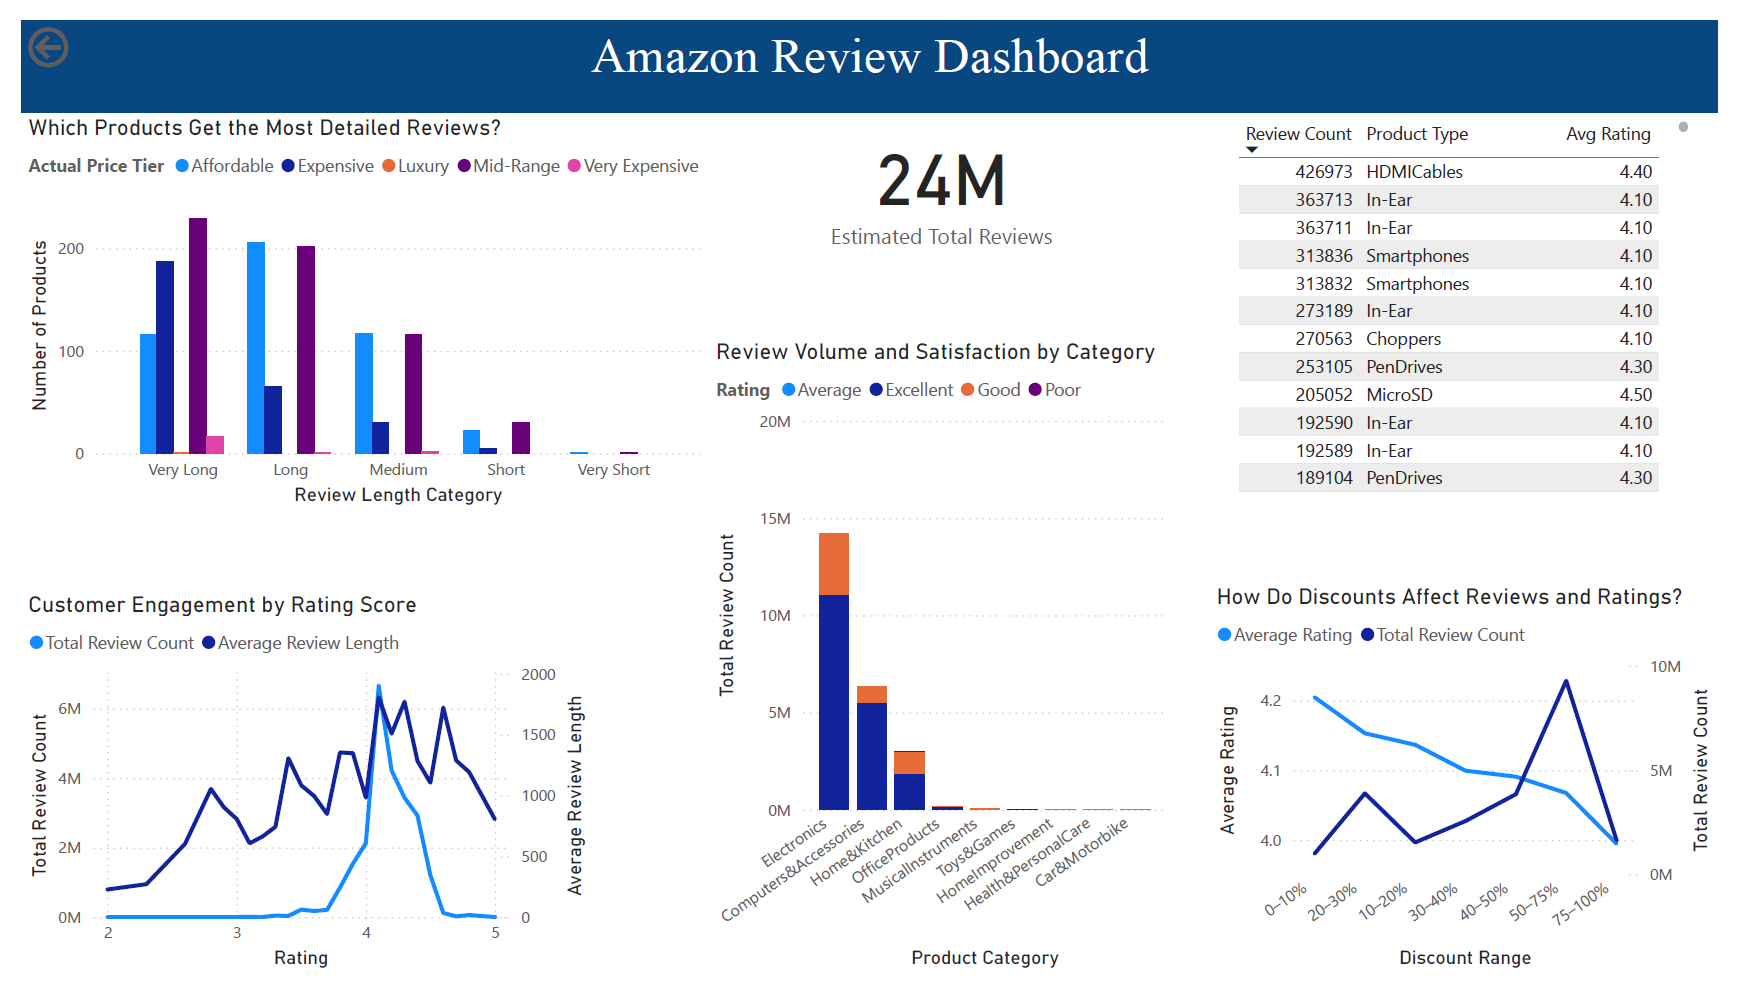 Amazon Review Dashboard
Which Products Get the Most Detailed Reviews?
Actual Price Tier Affordable Expensive Luxury Mid-Range Very Expensive
Number of Products
200
100
0
Very Long Long Medium Short Very Short
Review Length Category
24M
Estimated Total Reviews
Review Count Product Type Avg Rating
426973 HDMICables 4.40
363713 In-Ear 4.10
363711 In-Ear 4.10
313836 Smartphones 4.10
313832 Smartphones 4.10
273189 In-Ear 4.10
270563 Choppers 4.10
253105 PenDrives 4.30
205052 MicroSD 4.50
192590 In-Ear 4.10
192589 In-Ear 4.10
189104 PenDrives 4.30
Customer Engagement by Rating Score
Total Review Count Average Review Length
Total Review Count
6M
4M
2M
0M
2 3 4 5
2000
1500
1000
500
0
Average Review Length
Rating
Review Volume and Satisfaction by Category
Rating Average Excellent Good Poor
Total Review Count
20M
15M
10M
5M
0M
Electronics
Computers&Accessories
Home&Kitchen
OfficeProducts
MusicalInstruments
Toys&Games
HomeImprovement
Health&PersonalCare
Car&Motorbike
Product Category
How Do Discounts Affect Reviews and Ratings?
Average Rating Total Review Count
Average Rating
4.2
4.1
4.0
10M
5M
0M
Total Review Count
0–10%
20–30%
10–20%
30–40%
40–50%
50–75%
75–100%
Discount Range